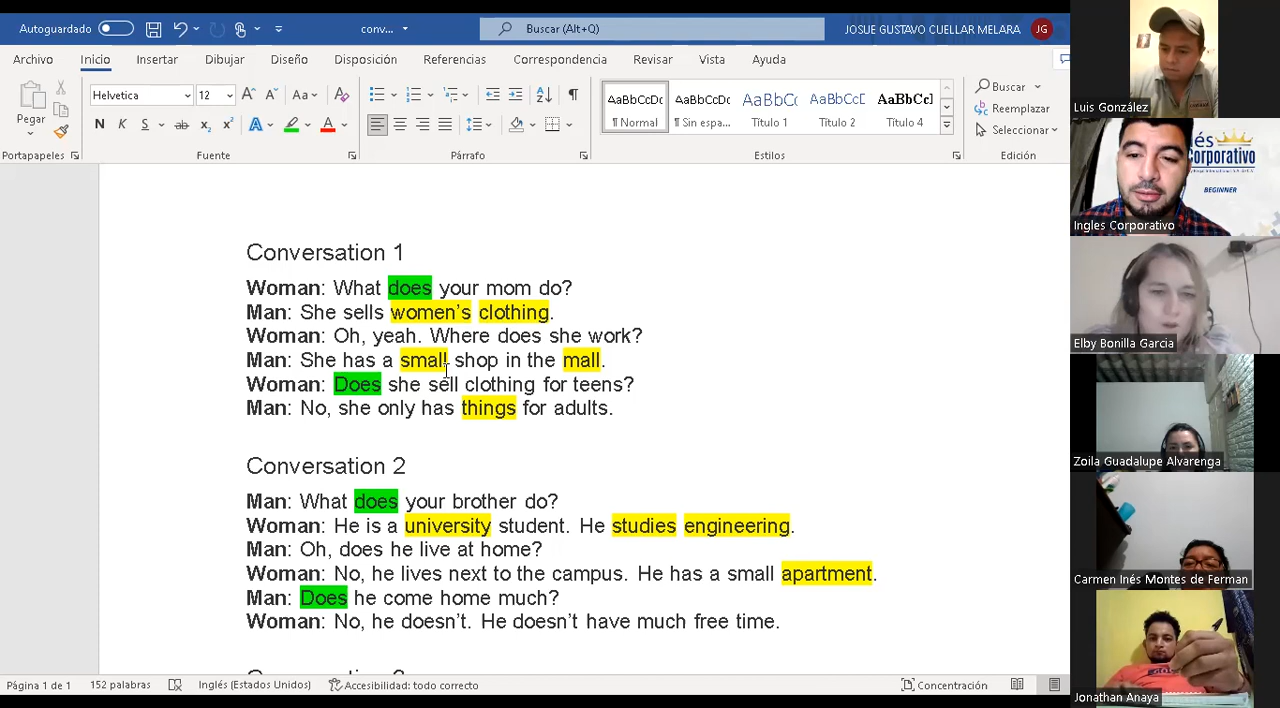 Autoguardado
conv...
Buscar (Alt+Q)
JOSUE GUSTAVO CUELLAR MELARA
JG
Archivo
Inicio
Insertar
Dibujar
Diseño
Disposición
Referencias
Correspondencia
Revisar
Vista
Ayuda
Pegar
Portapapeles
Helvetica
12
Aa
N K S ab x₂ x² A A
Fuente
Párrafo
AaBbCcDc
¶ Normal
AaBbCcDc
¶ Sin espa...
AaBbCc
Título 1
AaBbCcD
Título 2
AaBbCcI
Título 4
Estilos
Buscar
Reemplazar
Seleccionar
Edición
Conversation 1
Woman: What does your mom do?
Man: She sells women's clothing.
Woman: Oh, yeah. Where does she work?
Man: She has a small shop in the mall.
Woman: Does she sell clothing for teens?
Man: No, she only has things for adults.
Conversation 2
Man: What does your brother do?
Woman: He is a university student. He studies engineering.
Man: Oh, does he live at home?
Woman: No, he lives next to the campus. He has a small apartment.
Man: Does he come home much?
Woman: No, he doesn't. He doesn't have much free time.
Página 1 de 1
152 palabras
Inglés (Estados Unidos)
Accesibilidad: todo correcto
Concentración
Luis González
és
Corporativo
BEGINNER
Ingles Corporativo
Elby Bonilla Garcia
Zoila Guadalupe Alvarenga
Carmen Inés Montes de Ferman
Jonathan Anaya